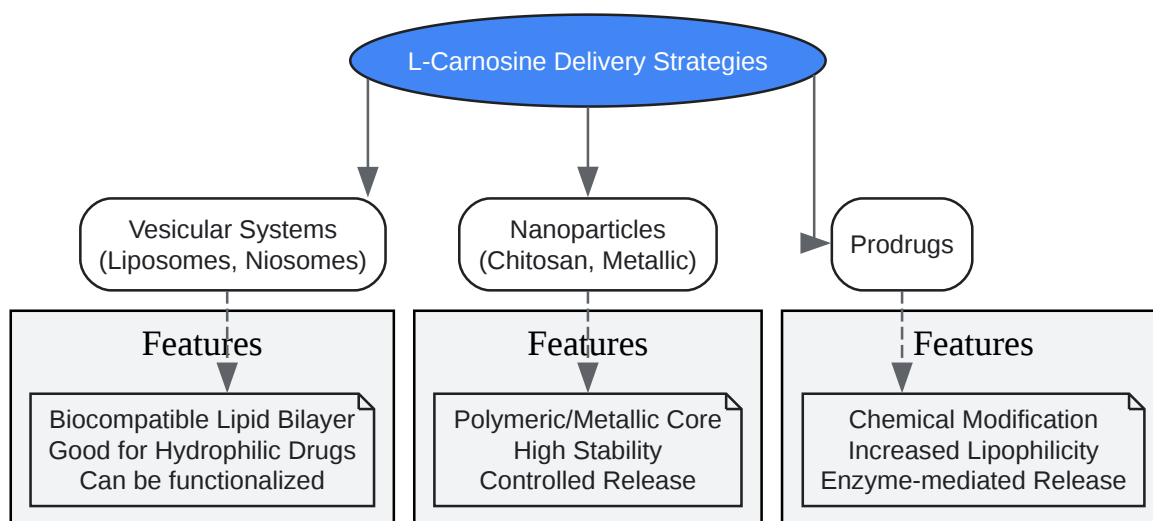 L-Carnosine Delivery Strategies
Vesicular Systems
(Liposomes, Niosomes)
Nanoparticles
(Chitosan, Metallic)
Prodrugs
Features
Features
Features
Biocompatible Lipid Bilayer
Good for Hydrophilic Drugs
Can be functionalized
Polymeric/Metallic Core
High Stability
Controlled Release
Chemical Modification
Increased Lipophilicity
Enzyme-mediated Release